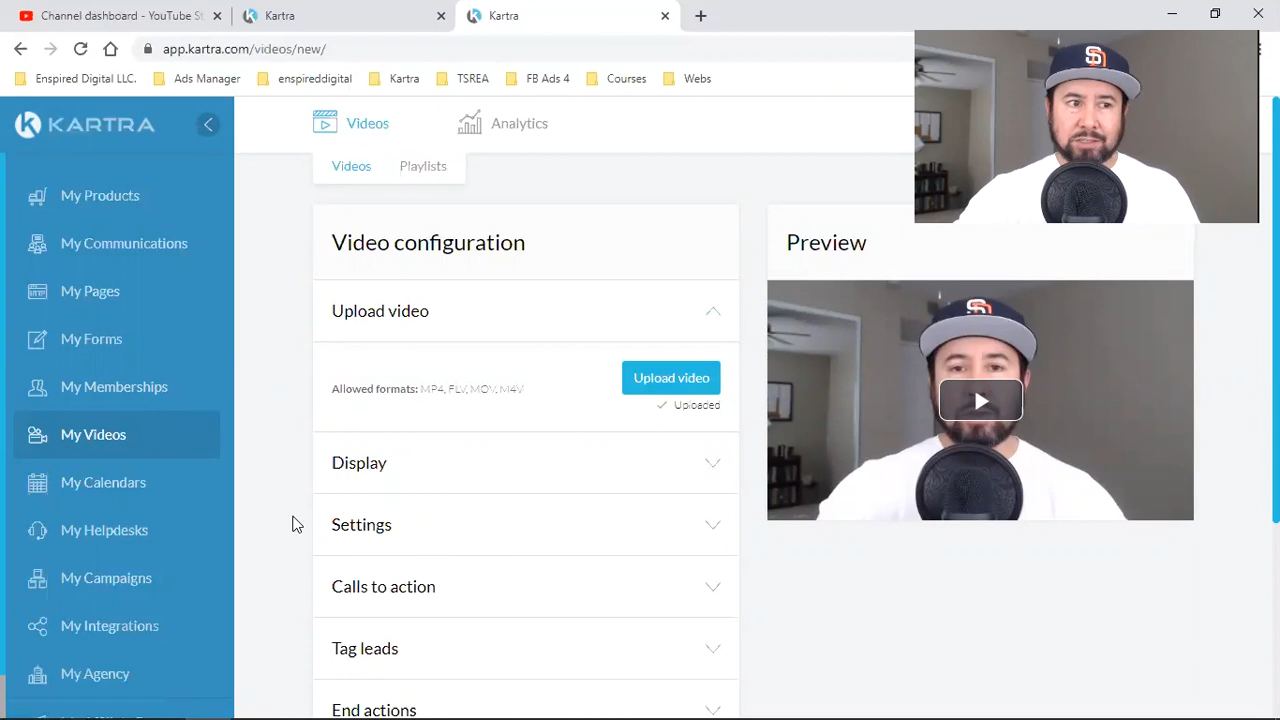 Channel dashboard - YouTube St
Kartra
Kartra
app.kartra.com/videos/new/
Enspired Digital LLC.
Ads Manager
enspireddigital
Kartra
TSREA
FB Ads 4
Courses
Webs
KARTRA
Videos
Analytics
Videos
Playlists
My Products
My Communications
My Pages
My Forms
My Memberships
My Videos
My Calendars
My Helpdesks
My Campaigns
My Integrations
My Agency
Video configuration
Upload video
Allowed formats: MP4, FLV, MOV, M4V
Upload video
Uploaded
Display
Settings
Calls to action
Tag leads
End actions
Preview